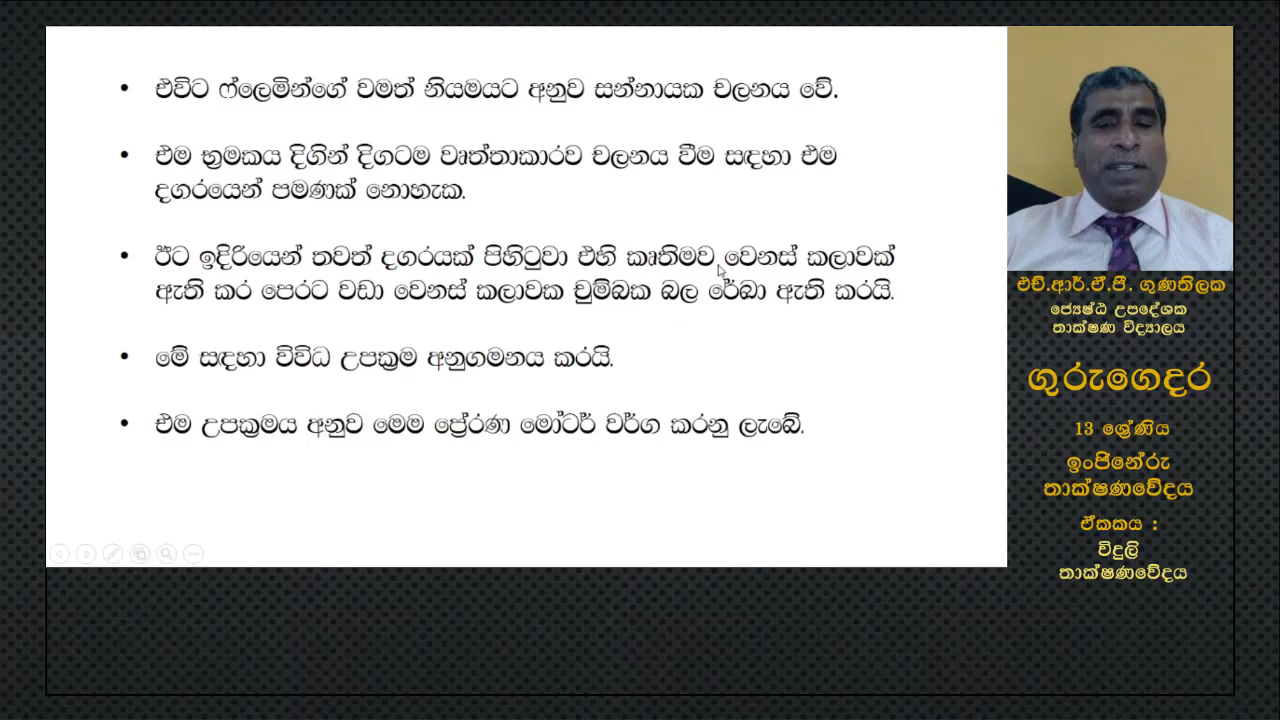 • එවිට ෆ්ලෙමින්ගේ වමත් නියමයට අනුව සන්නායක චලනය වේ.
• එම භ්‍රමකය දිගින් දිගටම වෘත්තාකාරව චලනය වීම සඳහා එම
දඟරයෙන් පමණක් නොහැක.
• ඊට ඉදිරියෙන් තවත් දඟරයක් පිහිටුවා එහි කෘතිමව වෙනස් කලාවක්
ඇති කර පෙරට වඩා වෙනස් කලාවක චුම්බක බල රේඛා ඇති කරයි.
• මේ සඳහා විවිධ උපක්‍රම අනුගමනය කරයි.
• එම උපක්‍රමය අනුව මෙම ප්‍රේරණ මෝටර් වර්ග කරනු ලැබේ.
එච්.ආර්.ඒ.පී. ගුණතිලක
ජ්‍යෙෂ්ඨ උපදේශක
තාක්ෂණ විද්‍යාලය
ගුරුගෙදර
13 ශ්‍රේණිය
ඉංජිනේරු
තාක්ෂණවේදය
ඒකකය :
විදුලි
තාක්ෂණවේදය